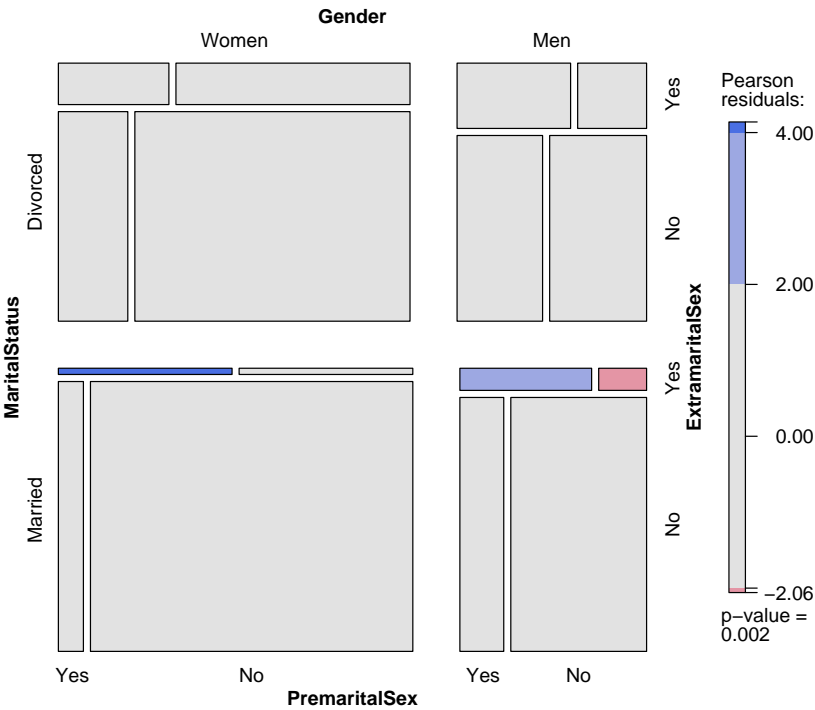 Gender
Women Men
Pearson
residuals:
4.00
2.00
0.00
−2.06
p−value =
0.002
MaritalStatus
Divorced
Married
Yes
No
Yes
No
ExtramaritalSex
Yes No Yes No
PremaritalSex